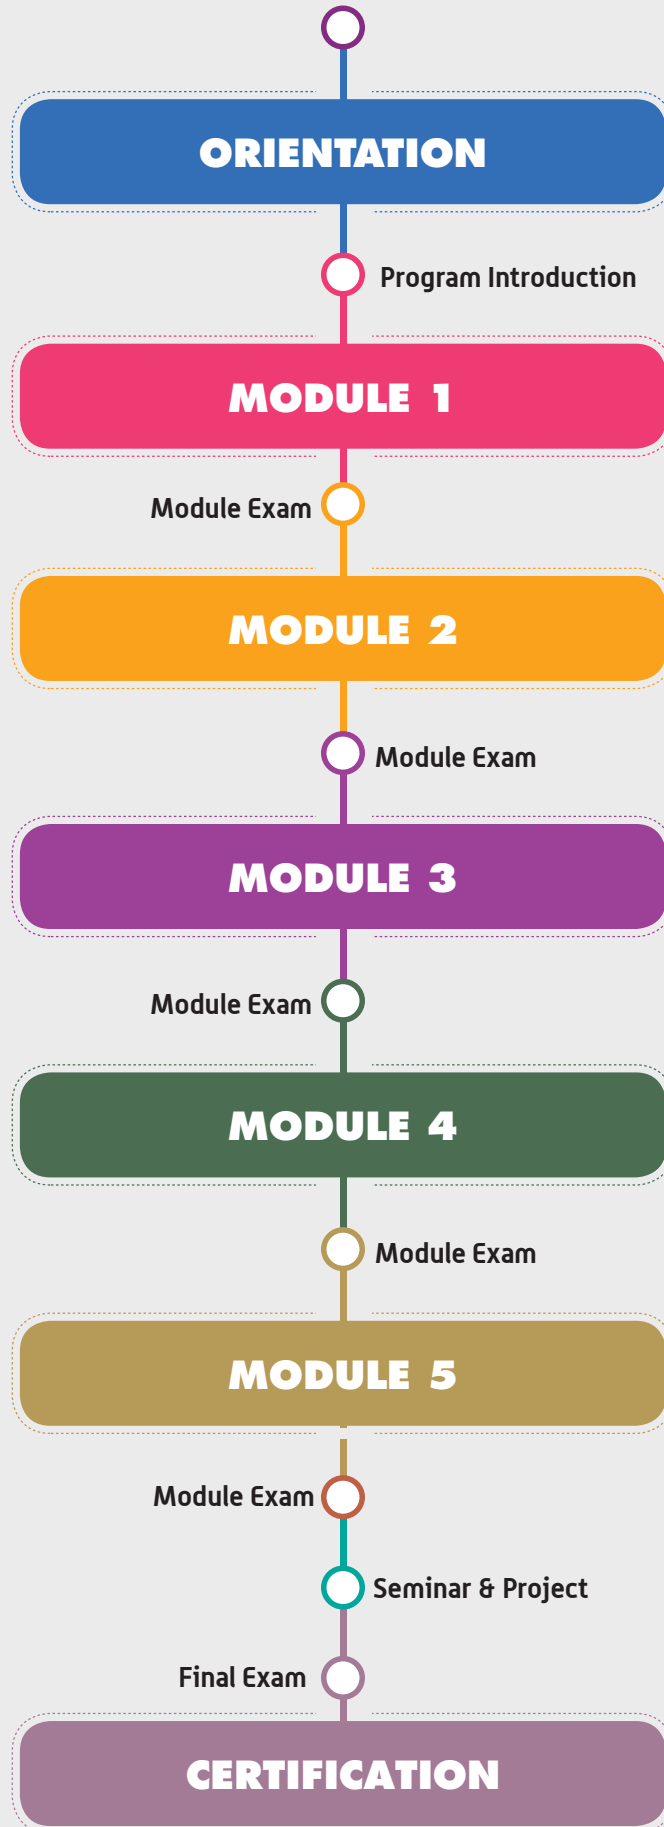 ORIENTATION
Program Introduction
MODULE 1
Module Exam
MODULE 2
Module Exam
MODULE 3
Module Exam
MODULE 4
Module Exam
MODULE 5
Module Exam
Seminar & Project
Final Exam
CERTIFICATION